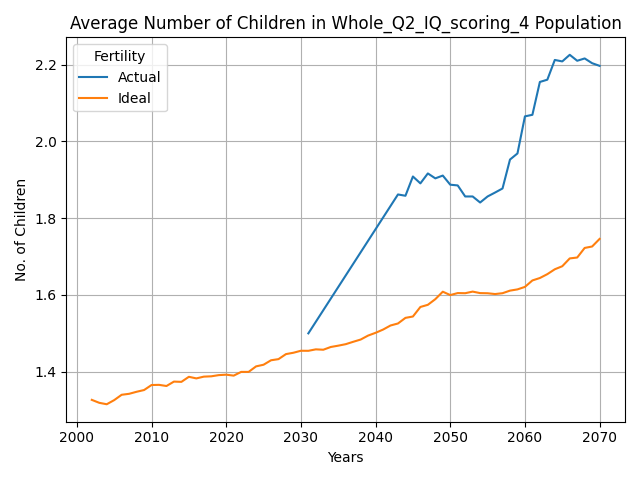 Average Number of Children in Whole_Q2_IQ_scoring_4 Population
Fertility
Actual
Ideal
2.2
2.0
1.8
1.6
1.4
No. of Children
2000 2010 2020 2030 2040 2050 2060 2070
Years